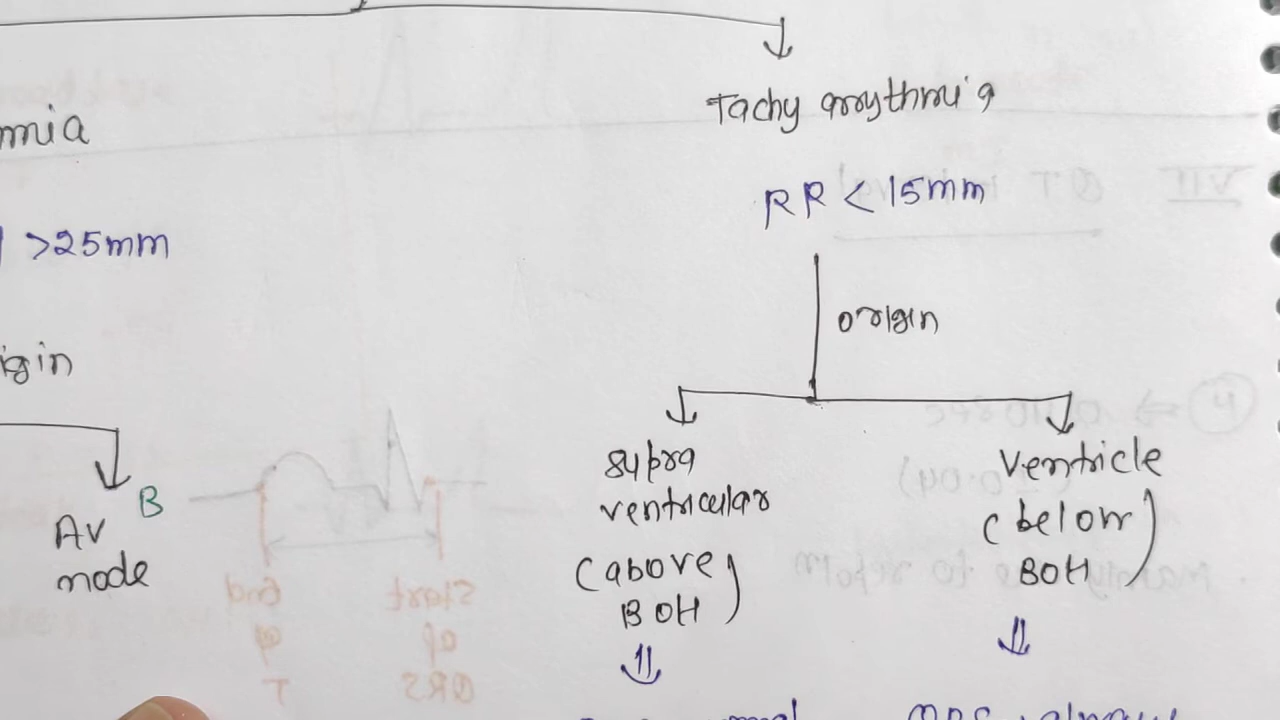 Tachy arrythmia
mia
RR < 15mm
>25mm
origin
igin
B
AV
node
Supra
ventricular
(above
BOH)
Ventricle
(below
BOH)